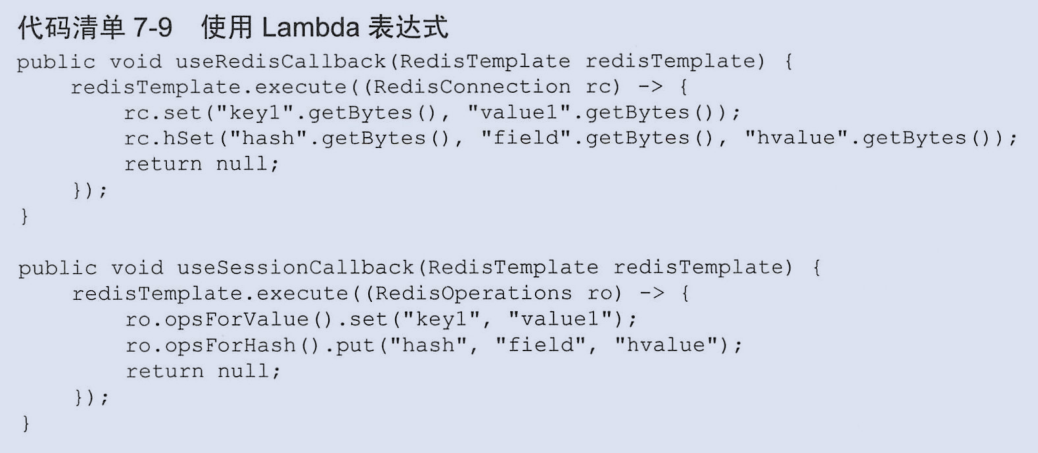 代码清单 7-9 使用 Lambda 表达式
public void useRedisCallback(RedisTemplate redisTemplate) {
    redisTemplate.execute((RedisConnection rc) -> {
        rc.set("key1".getBytes(), "value1".getBytes());
        rc.hSet("hash".getBytes(), "field".getBytes(), "hvalue".getBytes());
        return null;
    });
}

public void useSessionCallback(RedisTemplate redisTemplate) {
    redisTemplate.execute((RedisOperations ro) -> {
        ro.opsForValue().set("key1", "value1");
        ro.opsForHash().put("hash", "field", "hvalue");
        return null;
    });
}